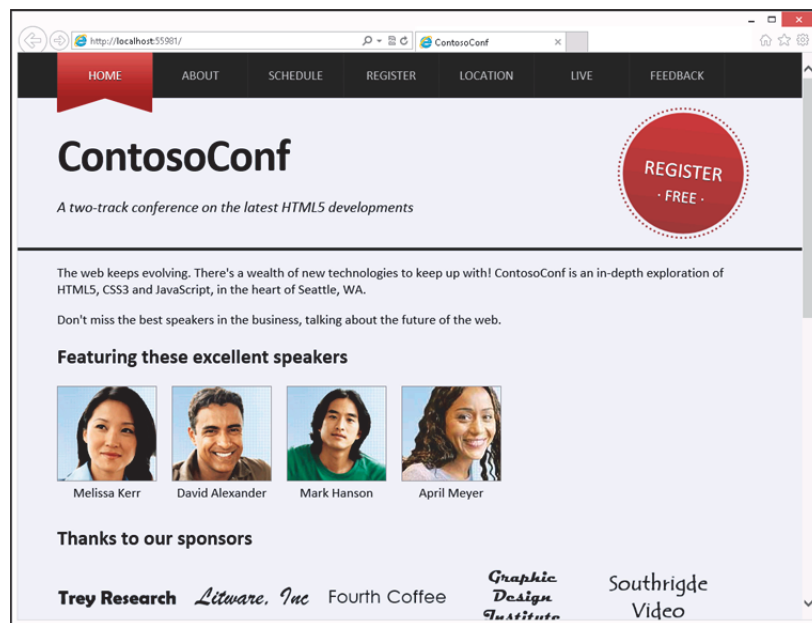 http://localhost:55981/
ContosoConf
HOME ABOUT SCHEDULE REGISTER LOCATION LIVE FEEDBACK
ContosoConf
A two-track conference on the latest HTML5 developments
REGISTER
· FREE ·
The web keeps evolving. There's a wealth of new technologies to keep up with! ContosoConf is an in-depth exploration of
HTML5, CSS3 and JavaScript, in the heart of Seattle, WA.
Don't miss the best speakers in the business, talking about the future of the web.
Featuring these excellent speakers
Melissa Kerr David Alexander Mark Hanson April Meyer
Thanks to our sponsors
Trey Research Litware, Inc Fourth Coffee
Graphic
Design
Institute
Southrigde
Video